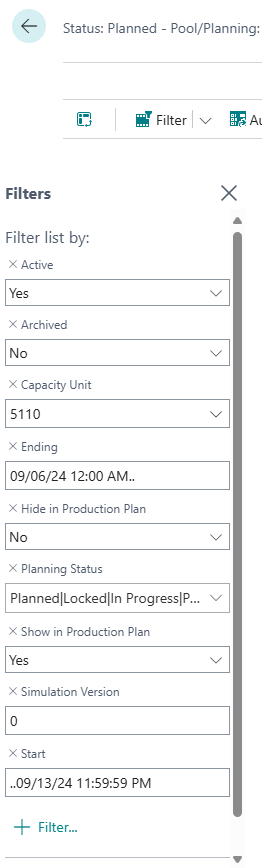 Status: Planned - Pool/Planning:
Filter
Filters
Filter list by:
Active
Yes
Archived
No
Capacity Unit
5110
Ending
09/06/24 12:00 AM..
Hide in Production Plan
No
Planning Status
Planned|Locked|In Progress|P...
Show in Production Plan
Yes
Simulation Version
0
Start
..09/13/24 11:59:59 PM
Filter...